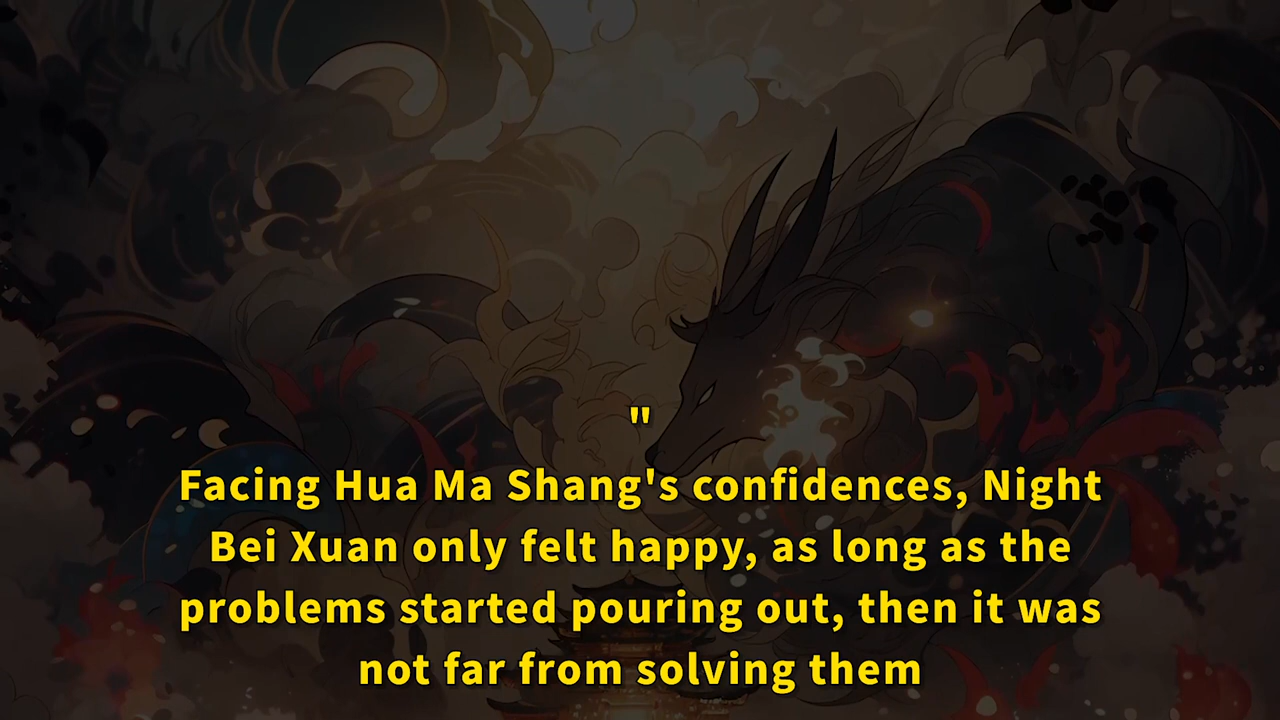 "
Facing Hua Ma Shang's confidences, Night
Bei Xuan only felt happy, as long as the
problems started pouring out, then it was
not far from solving them